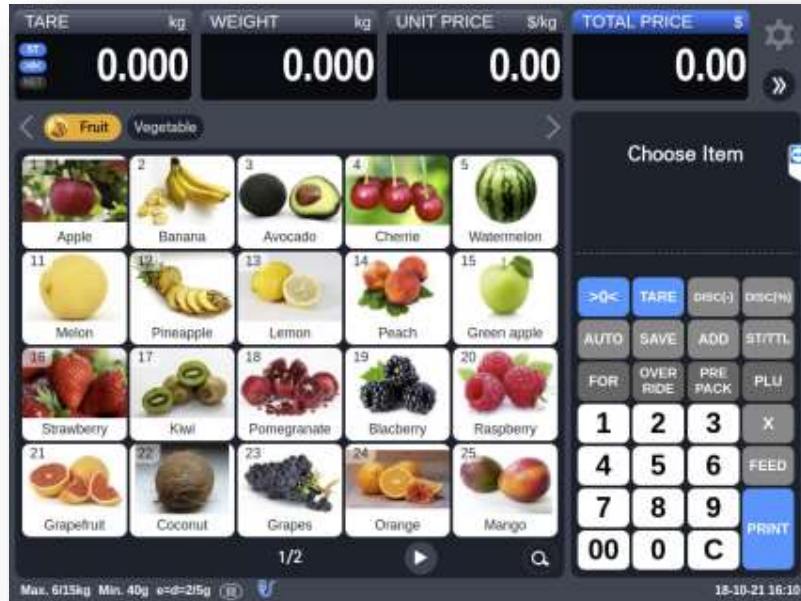 TARE kg WEIGHT kg UNIT PRICE $/kg TOTAL PRICE $
ST
>0<
NET
0.000 0.000 0.00 0.00
Fruit Vegetable
Choose Item
1 2 3 4 5
Apple Banana Avocado Cherrie Watermelon
11 12 13 14 15
Melon Pineapple Lemon Peach Green apple
16 17 18 19 20
Strawberry Kiwi Pomegranate Blacberry Raspberry
21 22 23 24 25
Grapefruit Coconut Grapes Orange Mango
1/2
>0< TARE DISC(-) DISC(%)
AUTO SAVE ADD ST/TTL
FOR OVER RIDE PRE PACK PLU
1 2 3 X
4 5 6 FEED
7 8 9 PRINT
00 0 C
Max. 6/15kg Min. 40g e=d=2/5g
18-10-21 16:10